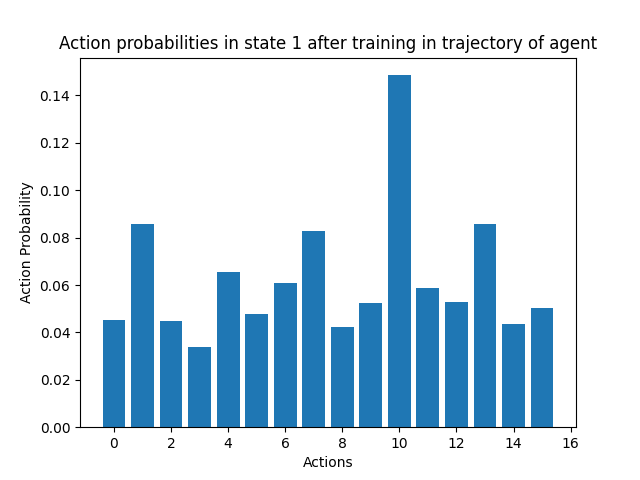 Action probabilities in state 1 after training in trajectory of agent
0.14
0.12
0.10
0.08
0.06
0.04
0.02
0.00
Action Probability
0 2 4 6 8 10 12 14 16
Actions